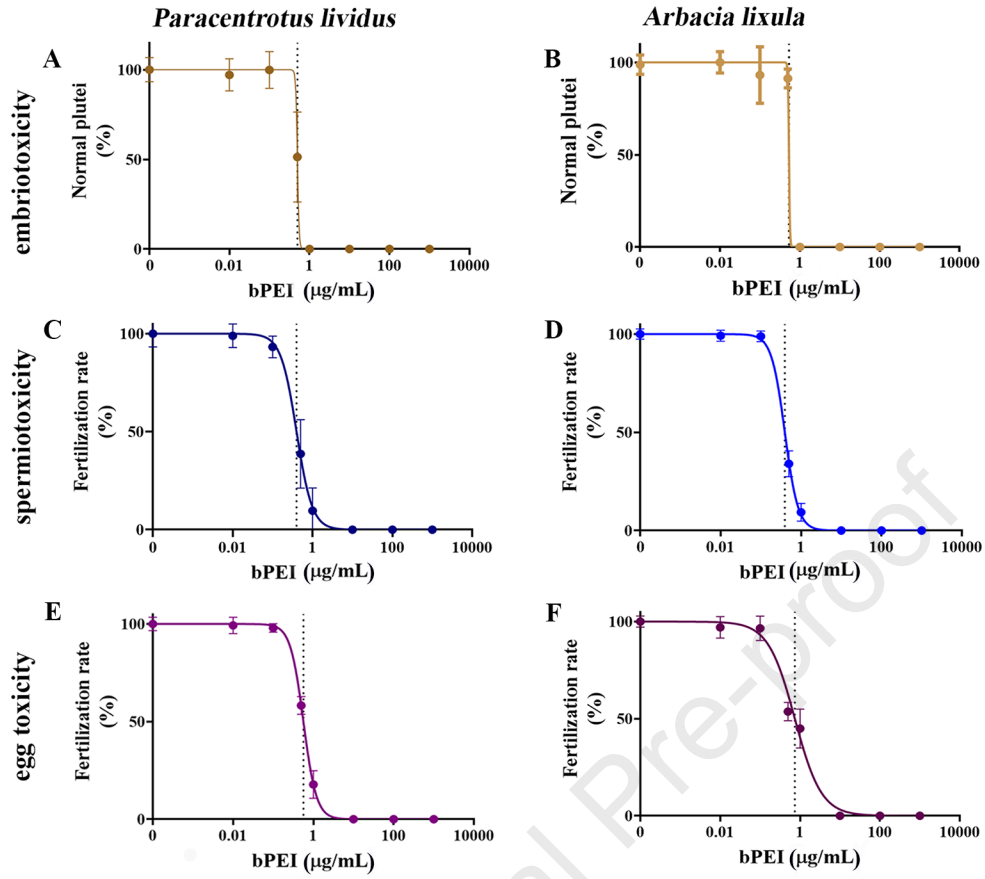 Paracentrotus lividus
Arbacia lixula
embriotoxicity
A
Normal plutei
(%)
100
50
0
0
0.01
1
100
10000
bPEI (µg/mL)
B
Normal plutei
(%)
100
50
0
0
0.01
1
100
10000
bPEI (µg/mL)
spermiotoxicity
C
Fertilization rate
(%)
100
50
0
0
0.01
1
100
10000
bPEI (µg/mL)
D
Fertilization rate
(%)
100
50
0
0
0.01
1
100
10000
bPEI (µg/mL)
egg toxicity
E
Fertilization rate
(%)
100
50
0
0
0.01
1
100
10000
bPEI (µg/mL)
F
Fertilization rate
(%)
100
50
0
0
0.01
1
100
10000
bPEI (µg/mL)
l Pre-proof